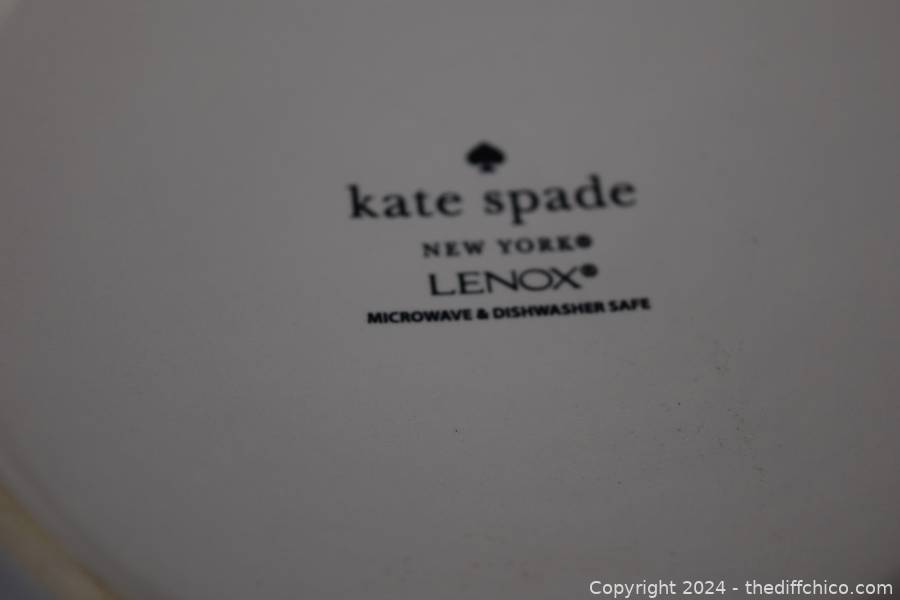 kate spade
NEW YORK®
LENOX®
MICROWAVE & DISHWASHER SAFE
Copyright 2024 - thediffchico.com